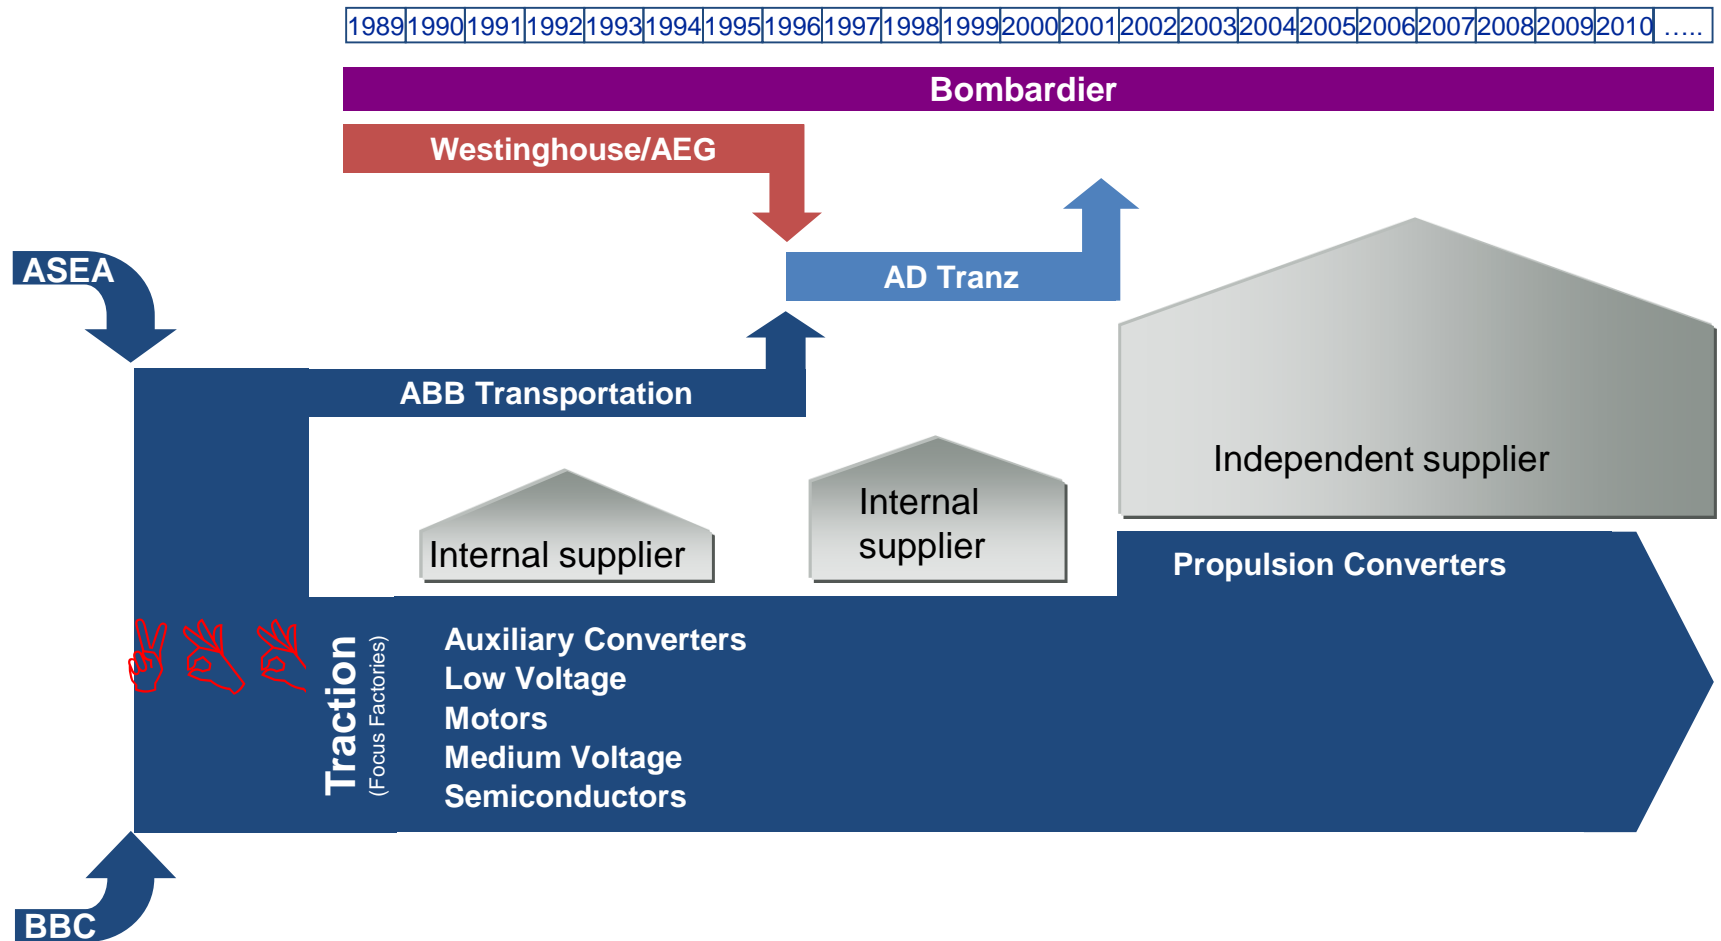 1989 1990 1991 1992 1993 1994 1995 1996 1997 1998 1999 2000 2001 2002 2003 2004 2005 2006 2007 2008 2009 2010 …..
Bombardier
Westinghouse/AEG
ASEA
AD Tranz
ABB Transportation
Independent supplier
Internal
supplier
Internal supplier
Propulsion Converters
Traction
(Focus Factories)
Auxiliary Converters
Low Voltage
Motors
Medium Voltage
Semiconductors
BBC